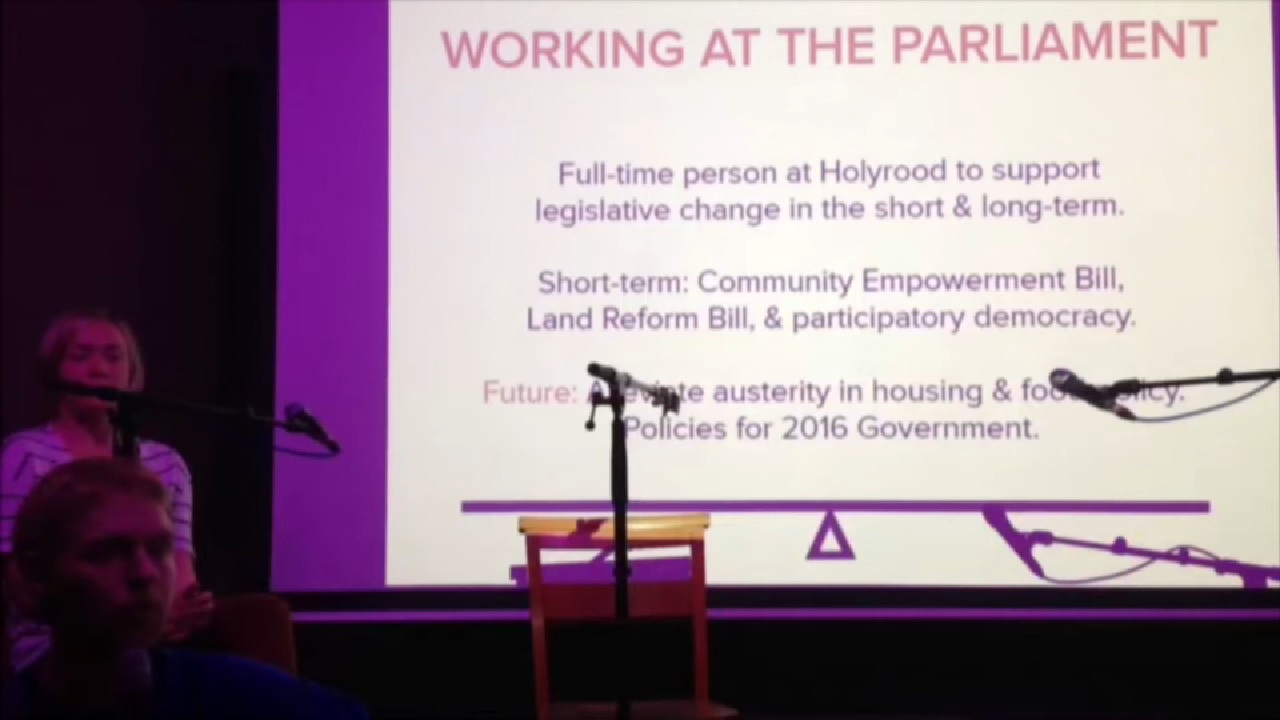 WORKING AT THE PARLIAMENT
Full-time person at Holyrood to support
legislative change in the short & long-term.
Short-term: Community Empowerment Bill,
Land Reform Bill, & participatory democracy.
Future: austerity in housing &
Policies for 2016 Government.